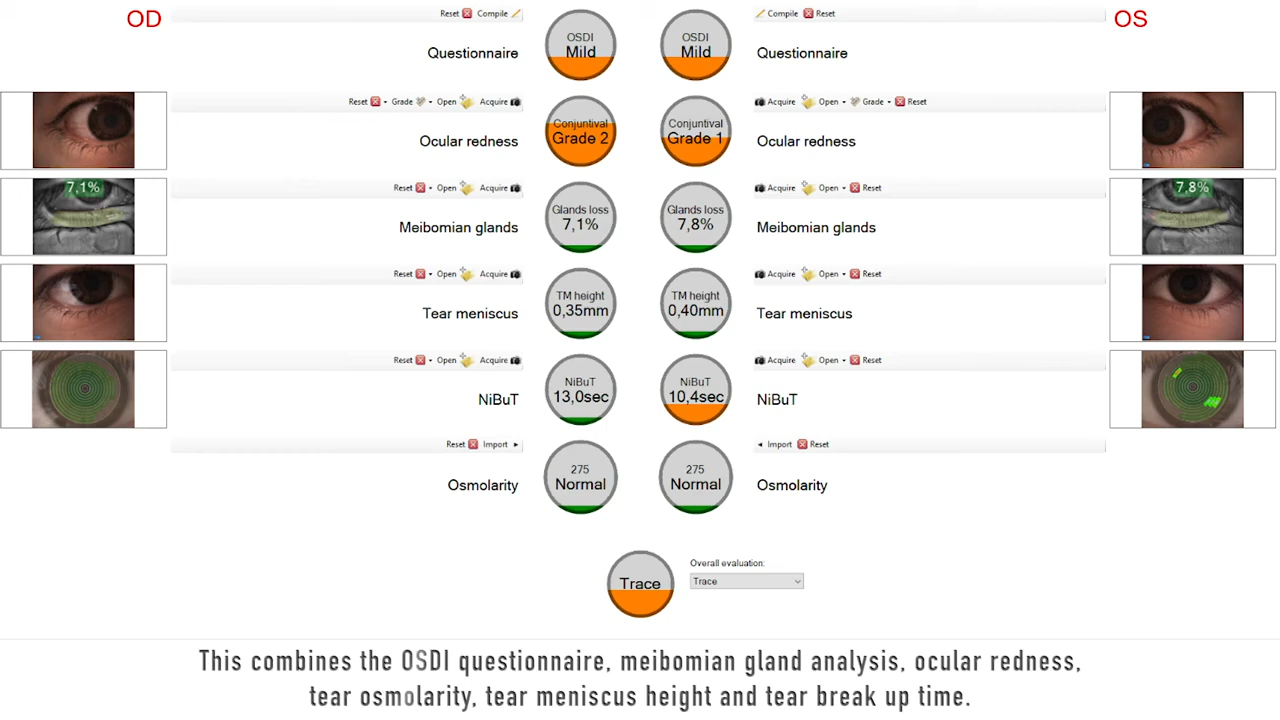 OD
Reset Compile
OSDI
Mild
OSDI
Mild
Compile Reset
OS
Questionnaire
Questionnaire
Reset Grade Open Acquire
Conjuntival
Grade 2
Conjuntival
Grade 1
Acquire Open Grade Reset
Ocular redness
Ocular redness
7,1%
Reset Open Acquire
Glands loss
7,1%
Glands loss
7,8%
Acquire Open Reset
7,8%
Meibomian glands
Meibomian glands
Reset Open Acquire
TM height
0,35mm
TM height
0,40mm
Acquire Open Reset
Tear meniscus
Tear meniscus
Reset Open Acquire
NiBuT
13,0sec
NiBuT
10,4sec
Acquire Open Reset
NiBuT
NiBuT
Reset Import
275
Normal
275
Normal
Import Reset
Osmolarity
Osmolarity
Trace
Overall evaluation:
Trace
This combines the OSDI questionnaire, meibomian gland analysis, ocular redness,
tear osmolarity, tear meniscus height and tear break up time.